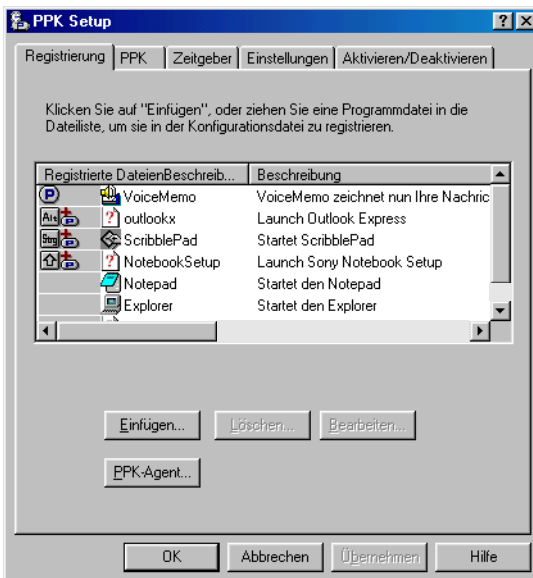 PPK Setup
Registrierung PPK Zeitgeber Einstellungen Aktivieren/Deaktivieren
Klicken Sie auf "Einfügen", oder ziehen Sie eine Programmdatei in die
Dateiliste, um sie in der Konfigurationsdatei zu registrieren.
Registrierte DateienBeschreib... Beschreibung
P VoiceMemo VoiceMemo zeichnet nun Ihre Nachric
Alt P outlookx Launch Outlook Express
Strg P ScribblePad Startet ScribblePad
P NotebookSetup Launch Sony Notebook Setup
Notepad Startet den Notepad
Explorer Startet den Explorer
Einfügen... Löschen... Bearbeiten...
PPK-Agent...
OK Abbrechen Übernehmen Hilfe